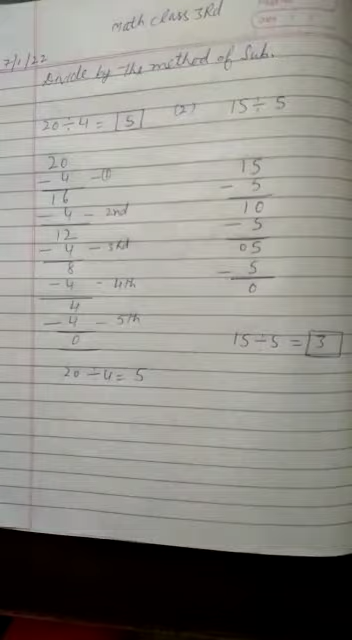 Math class 3Rd
7/1/22
Divide by the method of Sub.
20 ÷ 4 = 5
20
- 4 - ①
16
- 4 - 2nd
12
- 4 - 3Rd
8
- 4 - 4th
4
- 4 - 5th
0
20 ÷ 4 = 5
(2) 15 ÷ 5
15
- 5
10
- 5
05
- 5
0
15 ÷ 5 = 3